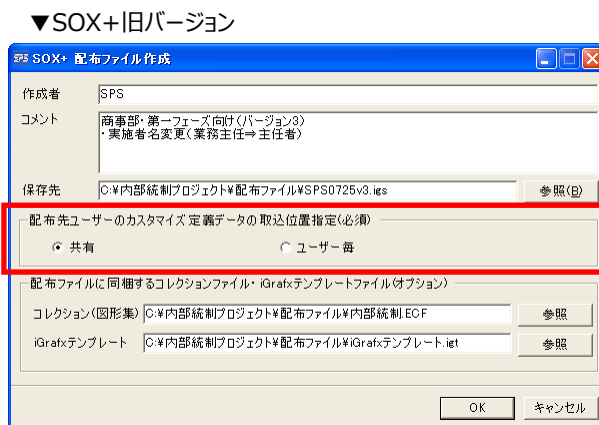 ▼SOX+旧バージョン
SPS SOX+ 配布ファイル作成
作成者 SPS
コメント 商事部・第一フェーズ向け(バージョン3)
・実施者名変更(業務主任⇒主任者)
保存先 C:¥内部統制プロジェクト¥配布ファイル¥SPS0725v3.igs 参照(B)
配布先ユーザーのカスタマイズ定義データの取込位置指定(必須)
共有 ユーザー毎
配布ファイルに同梱するコレクションファイル・iGrafxテンプレートファイル(オプション)
コレクション(図形集) C:¥内部統制プロジェクト¥配布ファイル¥内部統制.ECF 参照
iGrafxテンプレート C:¥内部統制プロジェクト¥配布ファイル¥iGrafxテンプレート.igt 参照
OK キャンセル